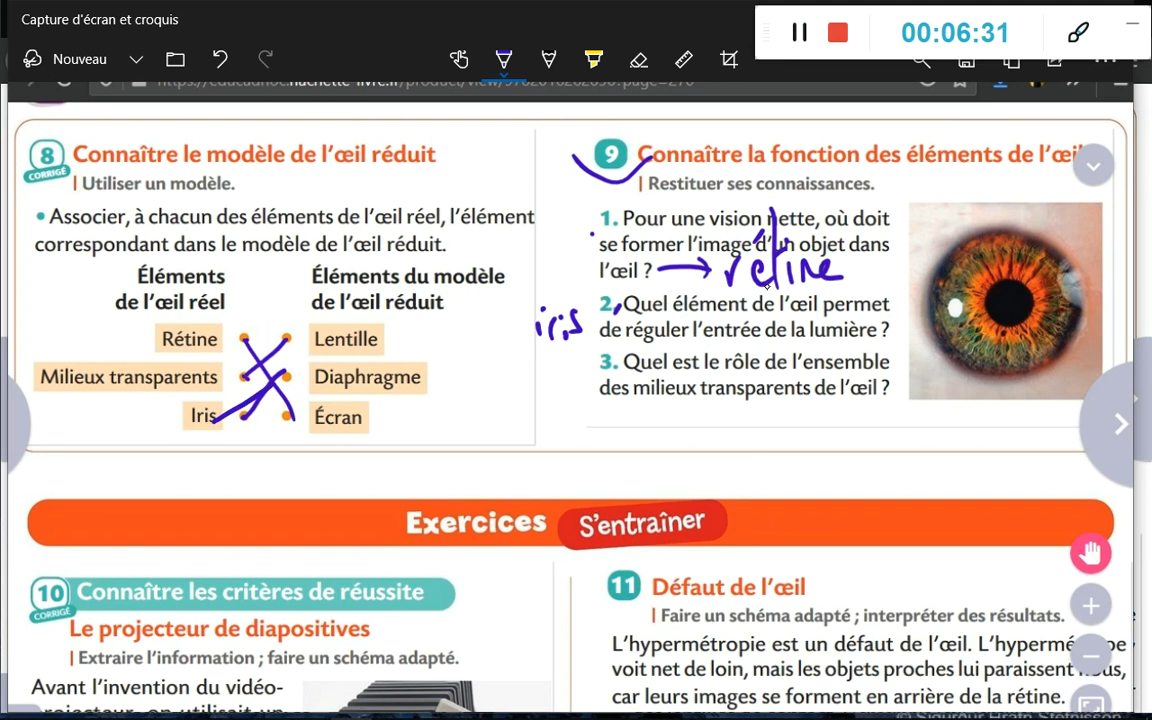 Capture d'écran et croquis
00:06:31
Nouveau
8
CORRIGÉ
Connaître le modèle de l'œil réduit
Utiliser un modèle.
• Associer, à chacun des éléments de l'œil réel, l'élément
correspondant dans le modèle de l'œil réduit.
Éléments
de l'œil réel
Éléments du modèle
de l'œil réduit
Rétine
Lentille
Milieux transparents
Diaphragme
Iris
Écran
9
Connaître la fonction des éléments de l'œi
Restituer ses connaissances.
1. Pour une vision nette, où doit
se former l'image d'un objet dans
l'œil ? → rétine
iris
2. Quel élément de l'œil permet
de réguler l'entrée de la lumière ?
3. Quel est le rôle de l'ensemble
des milieux transparents de l'œil ?
Exercices S'entraîner
10
CORRIGÉ
Connaître les critères de réussite
Le projecteur de diapositives
Extraire l'information ; faire un schéma adapté.
Avant l'invention du vidéo-
11
Défaut de l'œil
Faire un schéma adapté ; interpréter des résultats.
L'hypermétropie est un défaut de l'œil. L'hypermétrope
voit net de loin, mais les objets proches lui paraissent flous,
car leurs images se forment en arrière de la rétine.